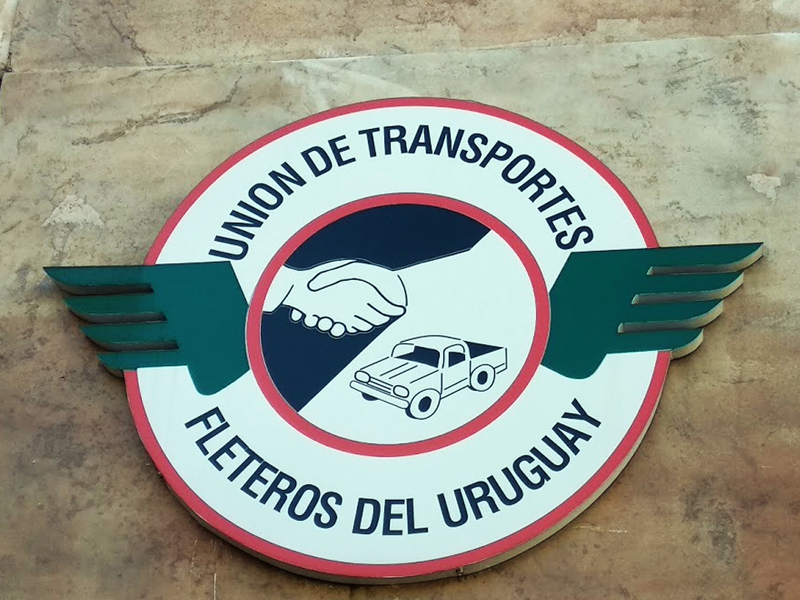 UNION DE TRANSPORTES
FLETEROS DEL URUGUAY